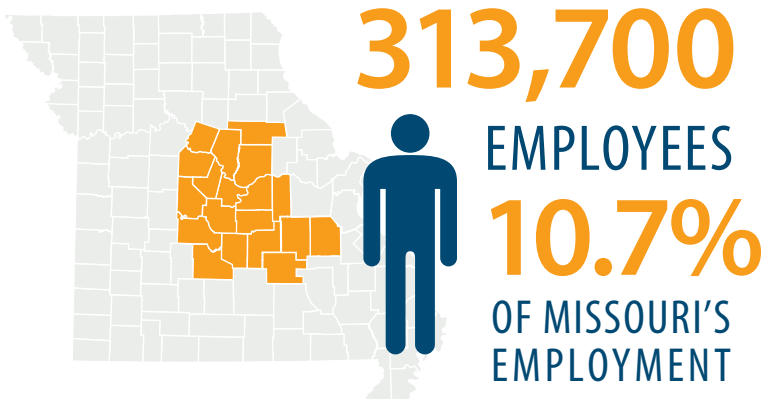 313,700
EMPLOYEES
10.7%
OF MISSOURI'S
EMPLOYMENT